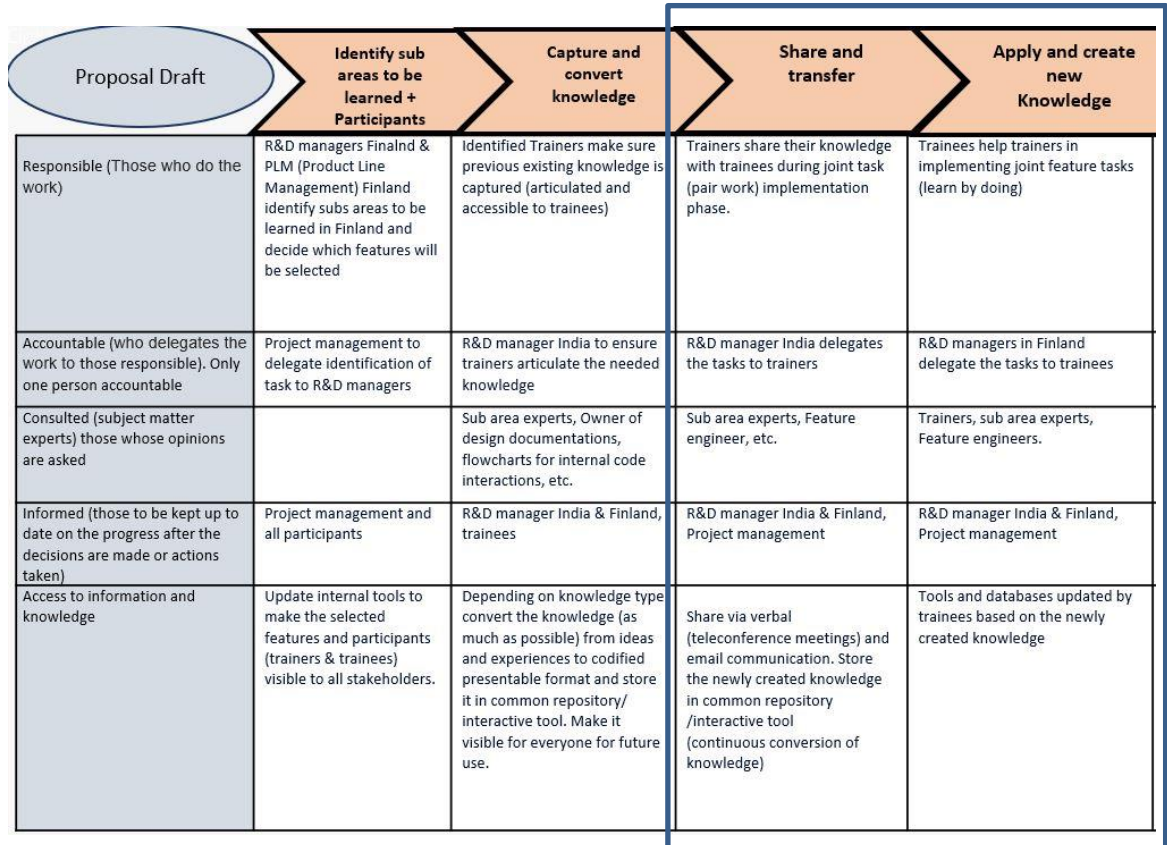 Proposal Draft
Identify sub
areas to be
learned +
Participants
Capture and
convert
knowledge
Share and
transfer
Apply and create
new
Knowledge
Responsible (Those who do the
work)
R&D managers Finalnd &
PLM (Product Line
Management) Finland
identify subs areas to be
learned in Finland and
decide which features will
be selected
Identified Trainers make sure
previous existing knowledge is
captured (articulated and
accessible to trainees)
Trainers share their knowledge
with trainees during joint task
(pair work) implementation
phase.
Trainees help trainers in
implementing joint feature tasks
(learn by doing)
Accountable (who delegates the
work to those responsible). Only
one person accountable
Project management to
delegate identification of
task to R&D managers
R&D manager India to ensure
trainers articulate the needed
knowledge
R&D manager India delegates
the tasks to trainers
R&D managers in Finland
delegate the tasks to trainees
Consulted (subject matter
experts) those whose opinions
are asked
Sub area experts, Owner of
design documentations,
flowcharts for internal code
interactions, etc.
Sub area experts, Feature
engineer, etc.
Trainers, sub area experts,
Feature engineers.
Informed (those to be kept up to
date on the progress after the
decisions are made or actions
taken)
Project management and
all participants
R&D manager India & Finland,
trainees
R&D manager India & Finland,
Project management
R&D manager India & Finland,
Project management
Access to information and
knowledge
Update internal tools to
make the selected
features and participants
(trainers & trainees)
visible to all stakeholders.
Depending on knowledge type
convert the knowledge (as
much as possible) from ideas
and experiences to codified
presentable format and store
it in common repository/
interactive tool. Make it
visible for everyone for future
use.
Share via verbal
(teleconference meetings) and
email communication. Store
the newly created knowledge
in common repository
/interactive tool
(continuous conversion of
knowledge)
Tools and databases updated by
trainees based on the newly
created knowledge